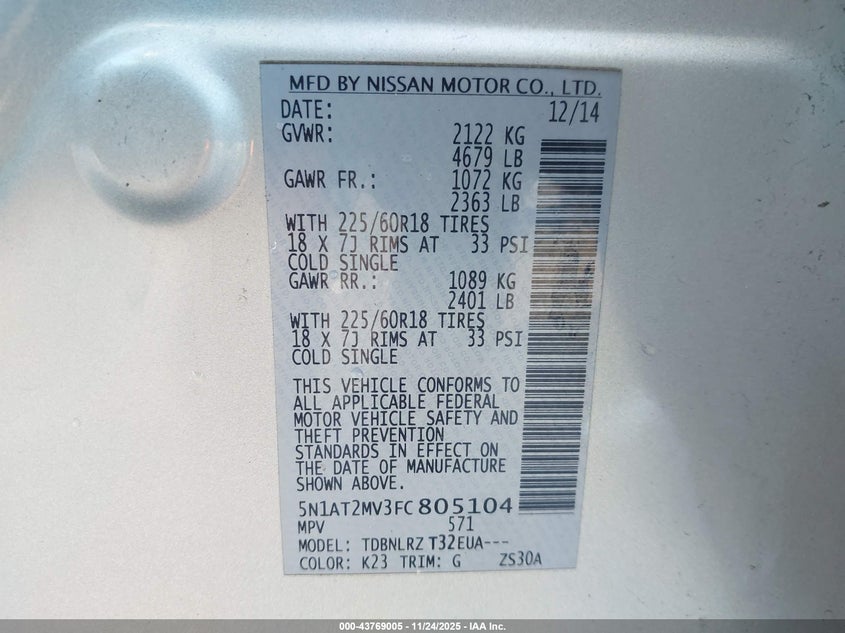 MFD BY NISSAN MOTOR CO., LTD.
DATE: 12/14
GVWR: 2122 KG
4679 LB
GAWR FR.: 1072 KG
2363 LB
WITH 225/60R18 TIRES
18 X 7J RIMS AT 33 PSI
COLD SINGLE
GAWR RR.: 1089 KG
2401 LB
WITH 225/60R18 TIRES
18 X 7J RIMS AT 33 PSI
COLD SINGLE
THIS VEHICLE CONFORMS TO
ALL APPLICABLE FEDERAL
MOTOR VEHICLE SAFETY AND
THEFT PREVENTION
STANDARDS IN EFFECT ON
THE DATE OF MANUFACTURE
SHOWN ABOVE.
5N1AT2MV3FC805104
MPV 571
MODEL: TDBNLRZ T32EUA---
COLOR: K23 TRIM: G ZS30A
000-43769005 - 11/24/2025 - IAA Inc.